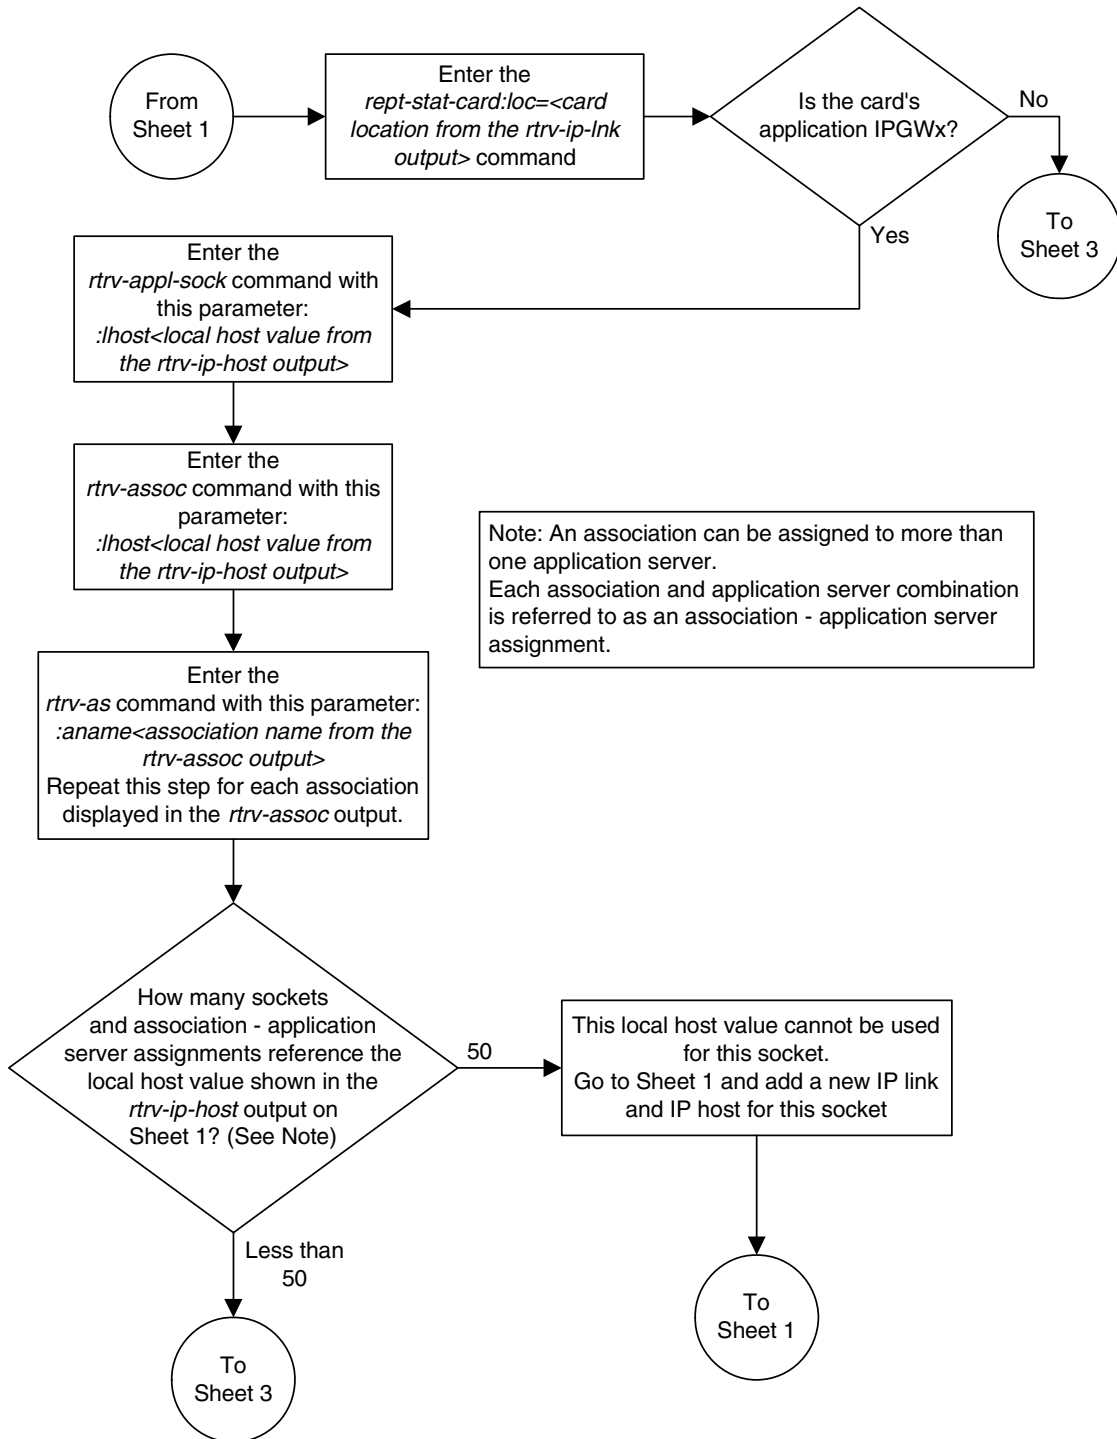 From
Sheet 1
Enter the
rept-stat-card:loc=<card
location from the rtrv-ip-lnk
output> command
Is the card's
application IPGWx?
No
To
Sheet 3
Yes
Enter the
rtrv-appl-sock command with
this parameter:
:lhost<local host value from
the rtrv-ip-host output>
Enter the
rtrv-assoc command with this
parameter:
:lhost<local host value from
the rtrv-ip-host output>
Note: An association can be assigned to more than
one application server.
Each association and application server combination
is referred to as an association - application server
assignment.
Enter the
rtrv-as command with this parameter:
:aname<association name from the
rtrv-assoc output>
Repeat this step for each association
displayed in the rtrv-assoc output.
How many sockets
and association - application
server assignments reference the
local host value shown in the
rtrv-ip-host output on
Sheet 1? (See Note)
50
This local host value cannot be used
for this socket.
Go to Sheet 1 and add a new IP link
and IP host for this socket
Less than
50
To
Sheet 1
To
Sheet 3